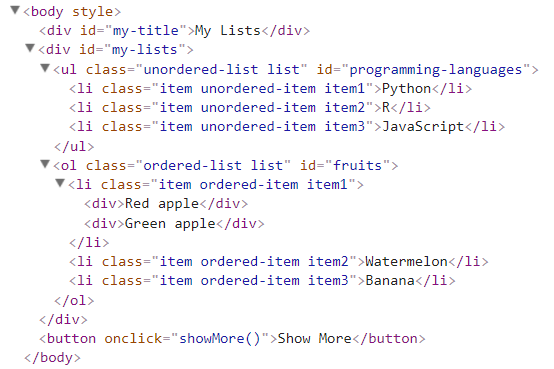 ▼<body style>
<div id="my-title">My Lists</div>
▼<div id="my-lists">
▼<ul class="unordered-list list" id="programming-languages">
<li class="item unordered-item item1">Python</li>
<li class="item unordered-item item2">R</li>
<li class="item unordered-item item3">JavaScript</li>
</ul>
▼<ol class="ordered-list list" id="fruits">
▼<li class="item ordered-item item1">
<div>Red apple</div>
<div>Green apple</div>
</li>
<li class="item ordered-item item2">Watermelon</li>
<li class="item ordered-item item3">Banana</li>
</ol>
</div>
<button onclick="showMore()">Show More</button>
</body>